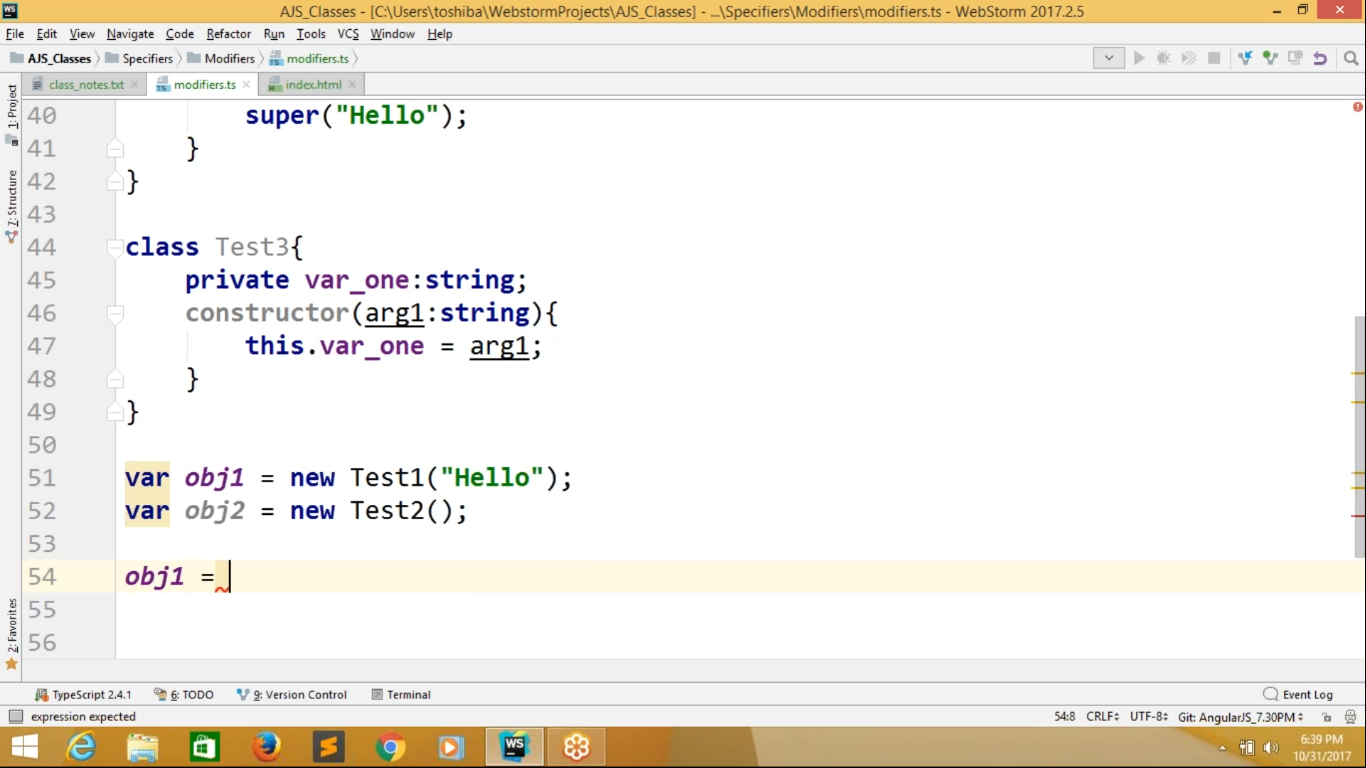 WS
AJS_Classes - [C:\Users\toshiba\WebstormProjects\AJS_Classes] - ...\Specifiers\Modifiers\modifiers.ts - WebStorm 2017.2.5
File Edit View Navigate Code Refactor Run Tools VCS Window Help
AJS_Classes Specifiers Modifiers modifiers.ts
class_notes.txt modifiers.ts index.html
1: Project
7: Structure
2: Favorites
40 super("Hello");
41 }
42 }
43
44 class Test3{
45 private var_one:string;
46 constructor(arg1:string){
47 this.var_one = arg1;
48 }
49 }
50
51 var obj1 = new Test1("Hello");
52 var obj2 = new Test2();
53
54 obj1 =
55
56
TypeScript 2.4.1 6: TODO 9: Version Control Terminal Event Log
expression expected 54:8 CRLF UTF-8 Git: AngularJS_7.30PM
WS
6:39 PM
10/31/2017